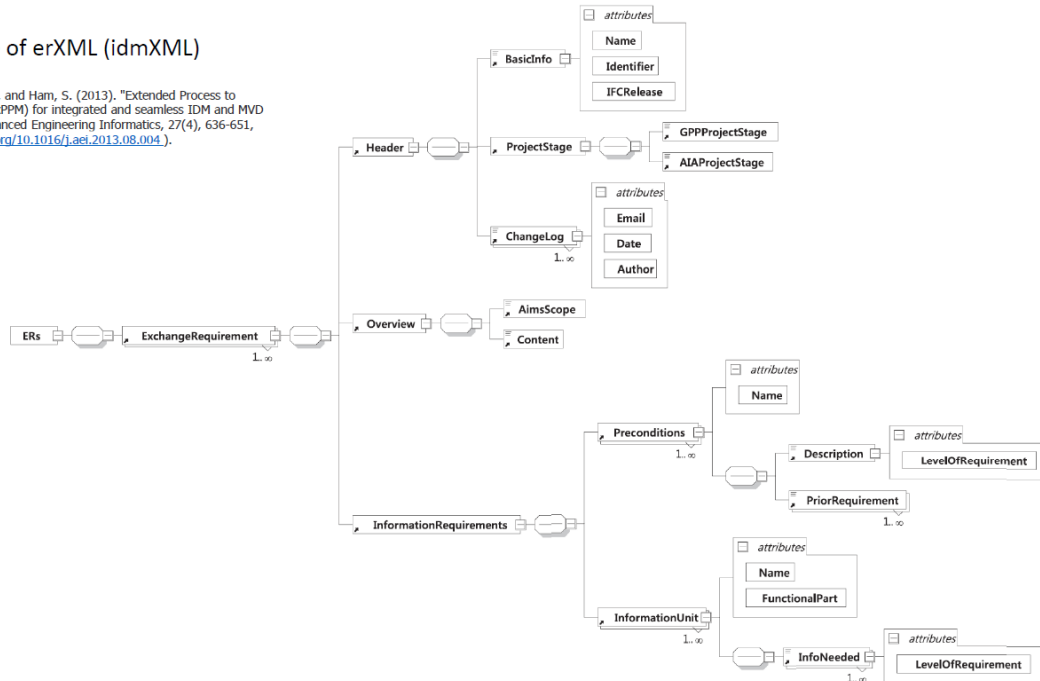 of erXML (idmXML)
and Ham, S. (2013). "Extended Process to
PPM) for integrated and seamless IDM and MVD
anced Engineering Informatics, 27(4), 636-651,
rg/10.1016/j.aei.2013.08.004 ).
attributes
Name
Identifier
IFCRelease
BasicInfo
GPPProjectStage
AIAProjectStage
ProjectStage
Header
attributes
Email
Date
Author
ChangeLog
1.. ∞
AimsScope
Content
Overview
ERs
ExchangeRequirement
1.. ∞
attributes
Name
Preconditions
1.. ∞
attributes
LevelOfRequirement
Description
PriorRequirement
1.. ∞
InformationRequirements
attributes
Name
FunctionalPart
InformationUnit
1.. ∞
attributes
LevelOfRequirement
InfoNeeded
1.. ∞